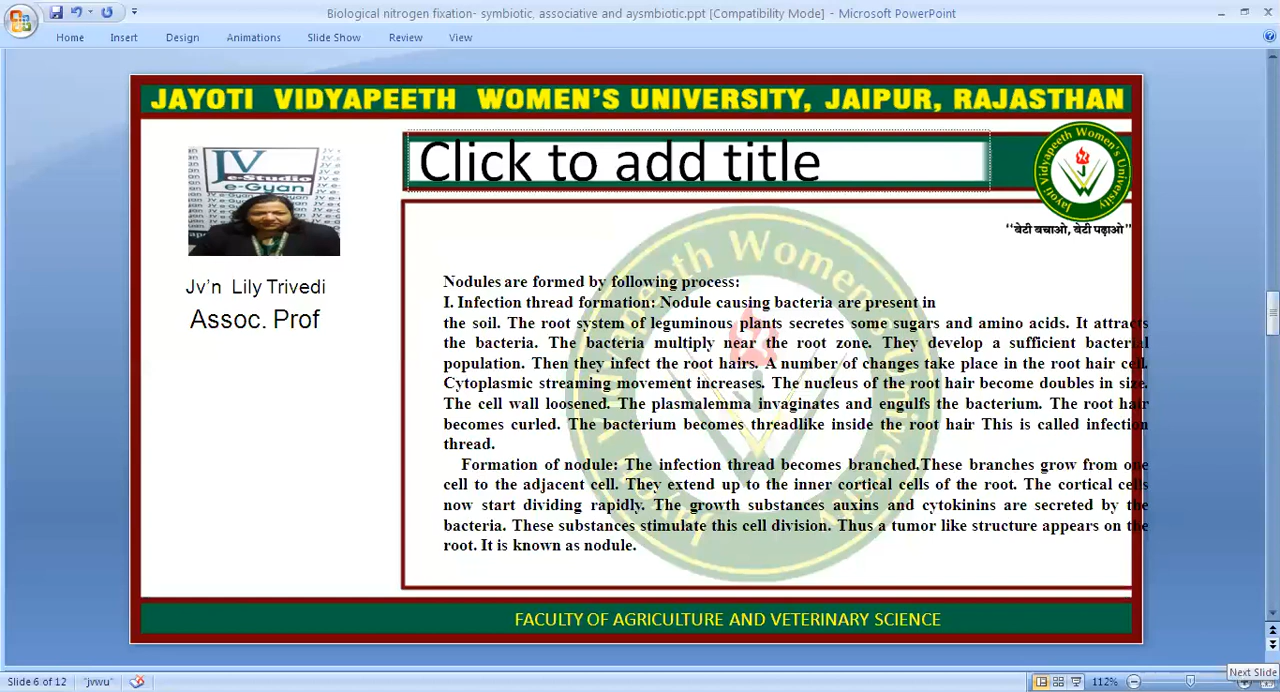 Biological nitrogen fixation- symbiotic, associative and aysmbiotic.ppt [Compatibility Mode] - Microsoft PowerPoint
Home Insert Design Animations Slide Show Review View
JAYOTI VIDYAPEETH WOMEN'S UNIVERSITY, JAIPUR, RAJASTHAN
Click to add title
JV
e-Studio
e-Gyan
Jayoti Vidyapeeth Women's University
"बेटी बचाओ, बेटी पढ़ाओ"
Jv'n Lily Trivedi
Assoc. Prof
Nodules are formed by following process:
I. Infection thread formation: Nodule causing bacteria are present in
the soil. The root system of leguminous plants secretes some sugars and amino acids. It attracts
the bacteria. The bacteria multiply near the root zone. They develop a sufficient bacterial
population. Then they infect the root hairs. A number of changes take place in the root hair cell.
Cytoplasmic streaming movement increases. The nucleus of the root hair become doubles in size.
The cell wall loosened. The plasmalemma invaginates and engulfs the bacterium. The root hair
becomes curled. The bacterium becomes threadlike inside the root hair This is called infection
thread.
Formation of nodule: The infection thread becomes branched.These branches grow from one
cell to the adjacent cell. They extend up to the inner cortical cells of the root. The cortical cells
now start dividing rapidly. The growth substances auxins and cytokinins are secreted by the
bacteria. These substances stimulate this cell division. Thus a tumor like structure appears on the
root. It is known as nodule.
FACULTY OF AGRICULTURE AND VETERINARY SCIENCE
Next Slide
Slide 6 of 12 "jvwu" 112%